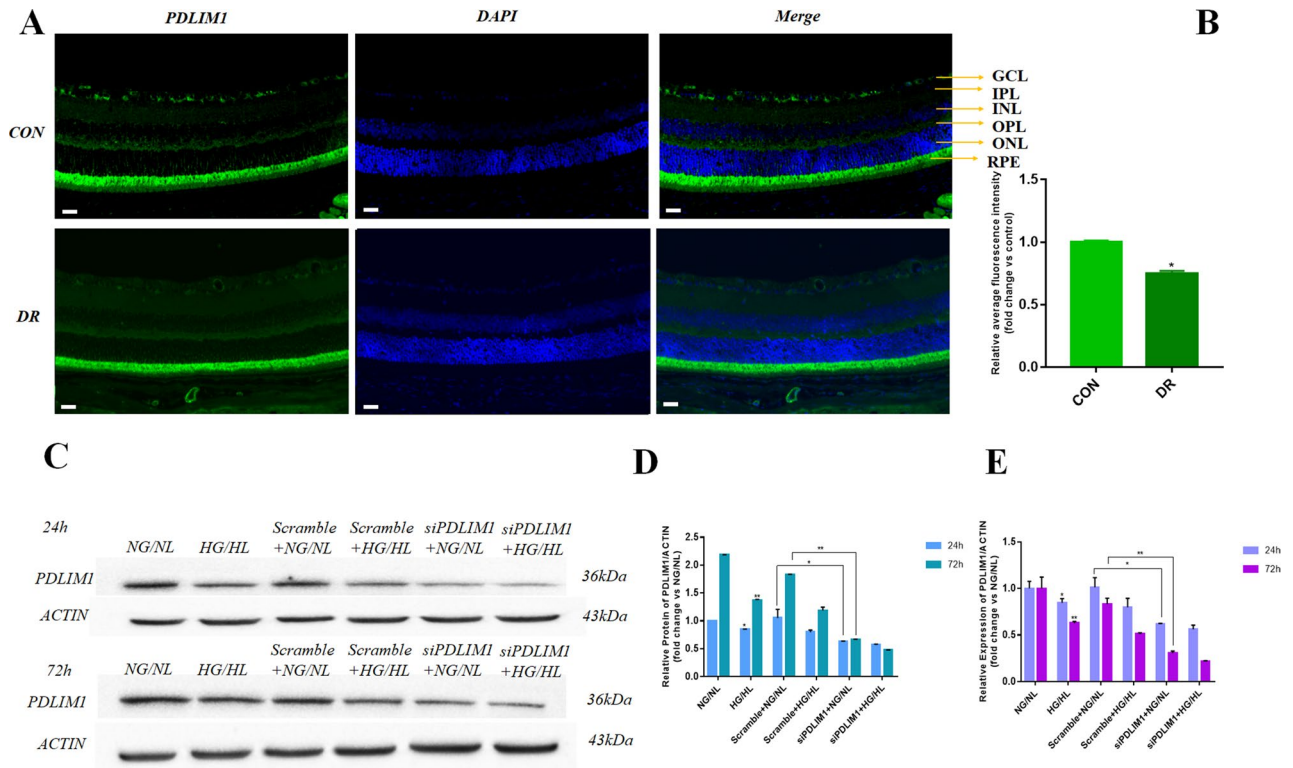 A
PDLIM1
DAPI
Merge
B
CON
DR
GCL
IPL
INL
OPL
ONL
RPE
Relative average fluorescence intensity
(fold change vs control)
1.5
1.0
0.5
0.0
*
CON
DR
C
24h
NG/NL
HG/HL
Scramble
+NG/NL
Scramble
+HG/HL
siPDLIM1
+NG/NL
siPDLIM1
+HG/HL
PDLIM1
36kDa
ACTIN
43kDa
72h
NG/NL
HG/HL
Scramble
+NG/NL
Scramble
+HG/HL
siPDLIM1
+NG/NL
siPDLIM1
+HG/HL
PDLIM1
36kDa
ACTIN
43kDa
D
Relative Protein of PDLIM1/ACTIN
(fold change vs NG/NL)
2.5
2.0
1.5
1.0
0.5
0.0
*
**
**
*
24h
72h
NG/NL
HG/HL
Scramble+NG/NL
Scramble+HG/HL
siPDLIM1+NG/NL
siPDLIM1+HG/HL
E
Relative Expression of PDLIM1/ACTIN
(fold change vs NG/NL)
1.5
1.0
0.5
0.0
*
**
**
*
24h
72h
NG/NL
HG/HL
Scramble+NG/NL
Scramble+HG/HL
siPDLIM1+NG/NL
siPDLIM1+HG/HL